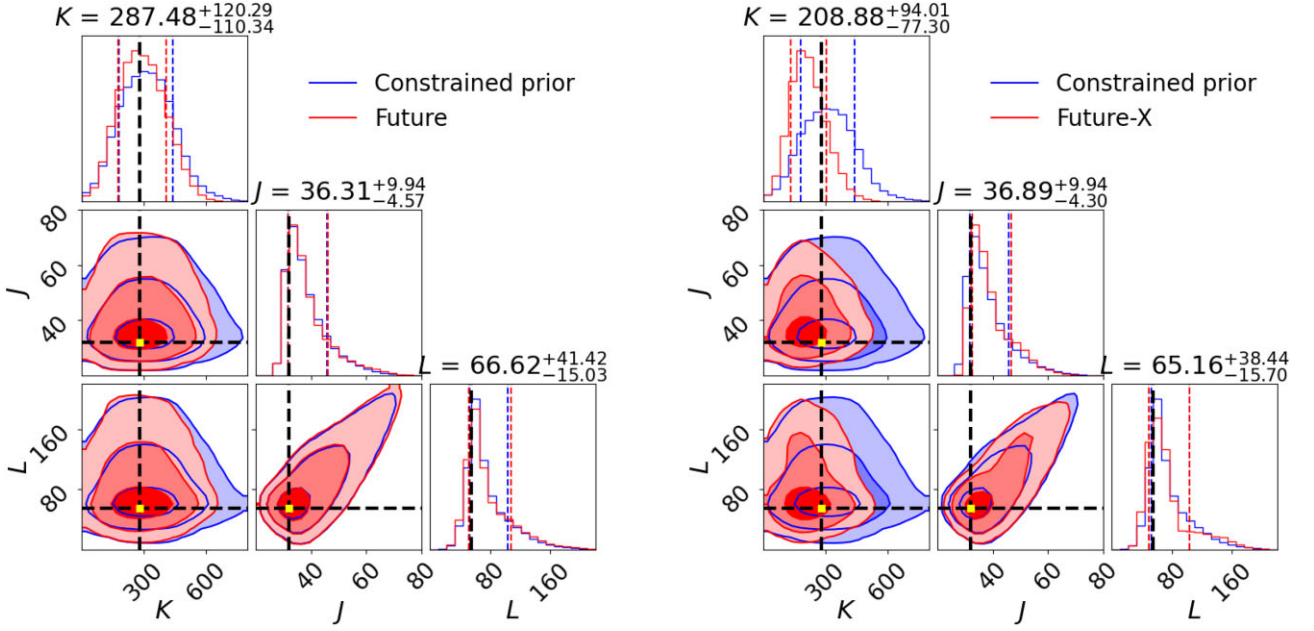 K = 287.48+120.29−110.34
Constrained prior
Future
J = 36.31+9.94−4.57
80
60
40
J
L = 66.62+41.42−15.03
160
80
L
300
600
K
40
60
80
J
80
160
L
K = 208.88+94.01−77.30
Constrained prior
Future-X
J = 36.89+9.94−4.30
80
60
40
J
L = 65.16+38.44−15.70
160
80
L
300
600
K
40
60
80
J
80
160
L